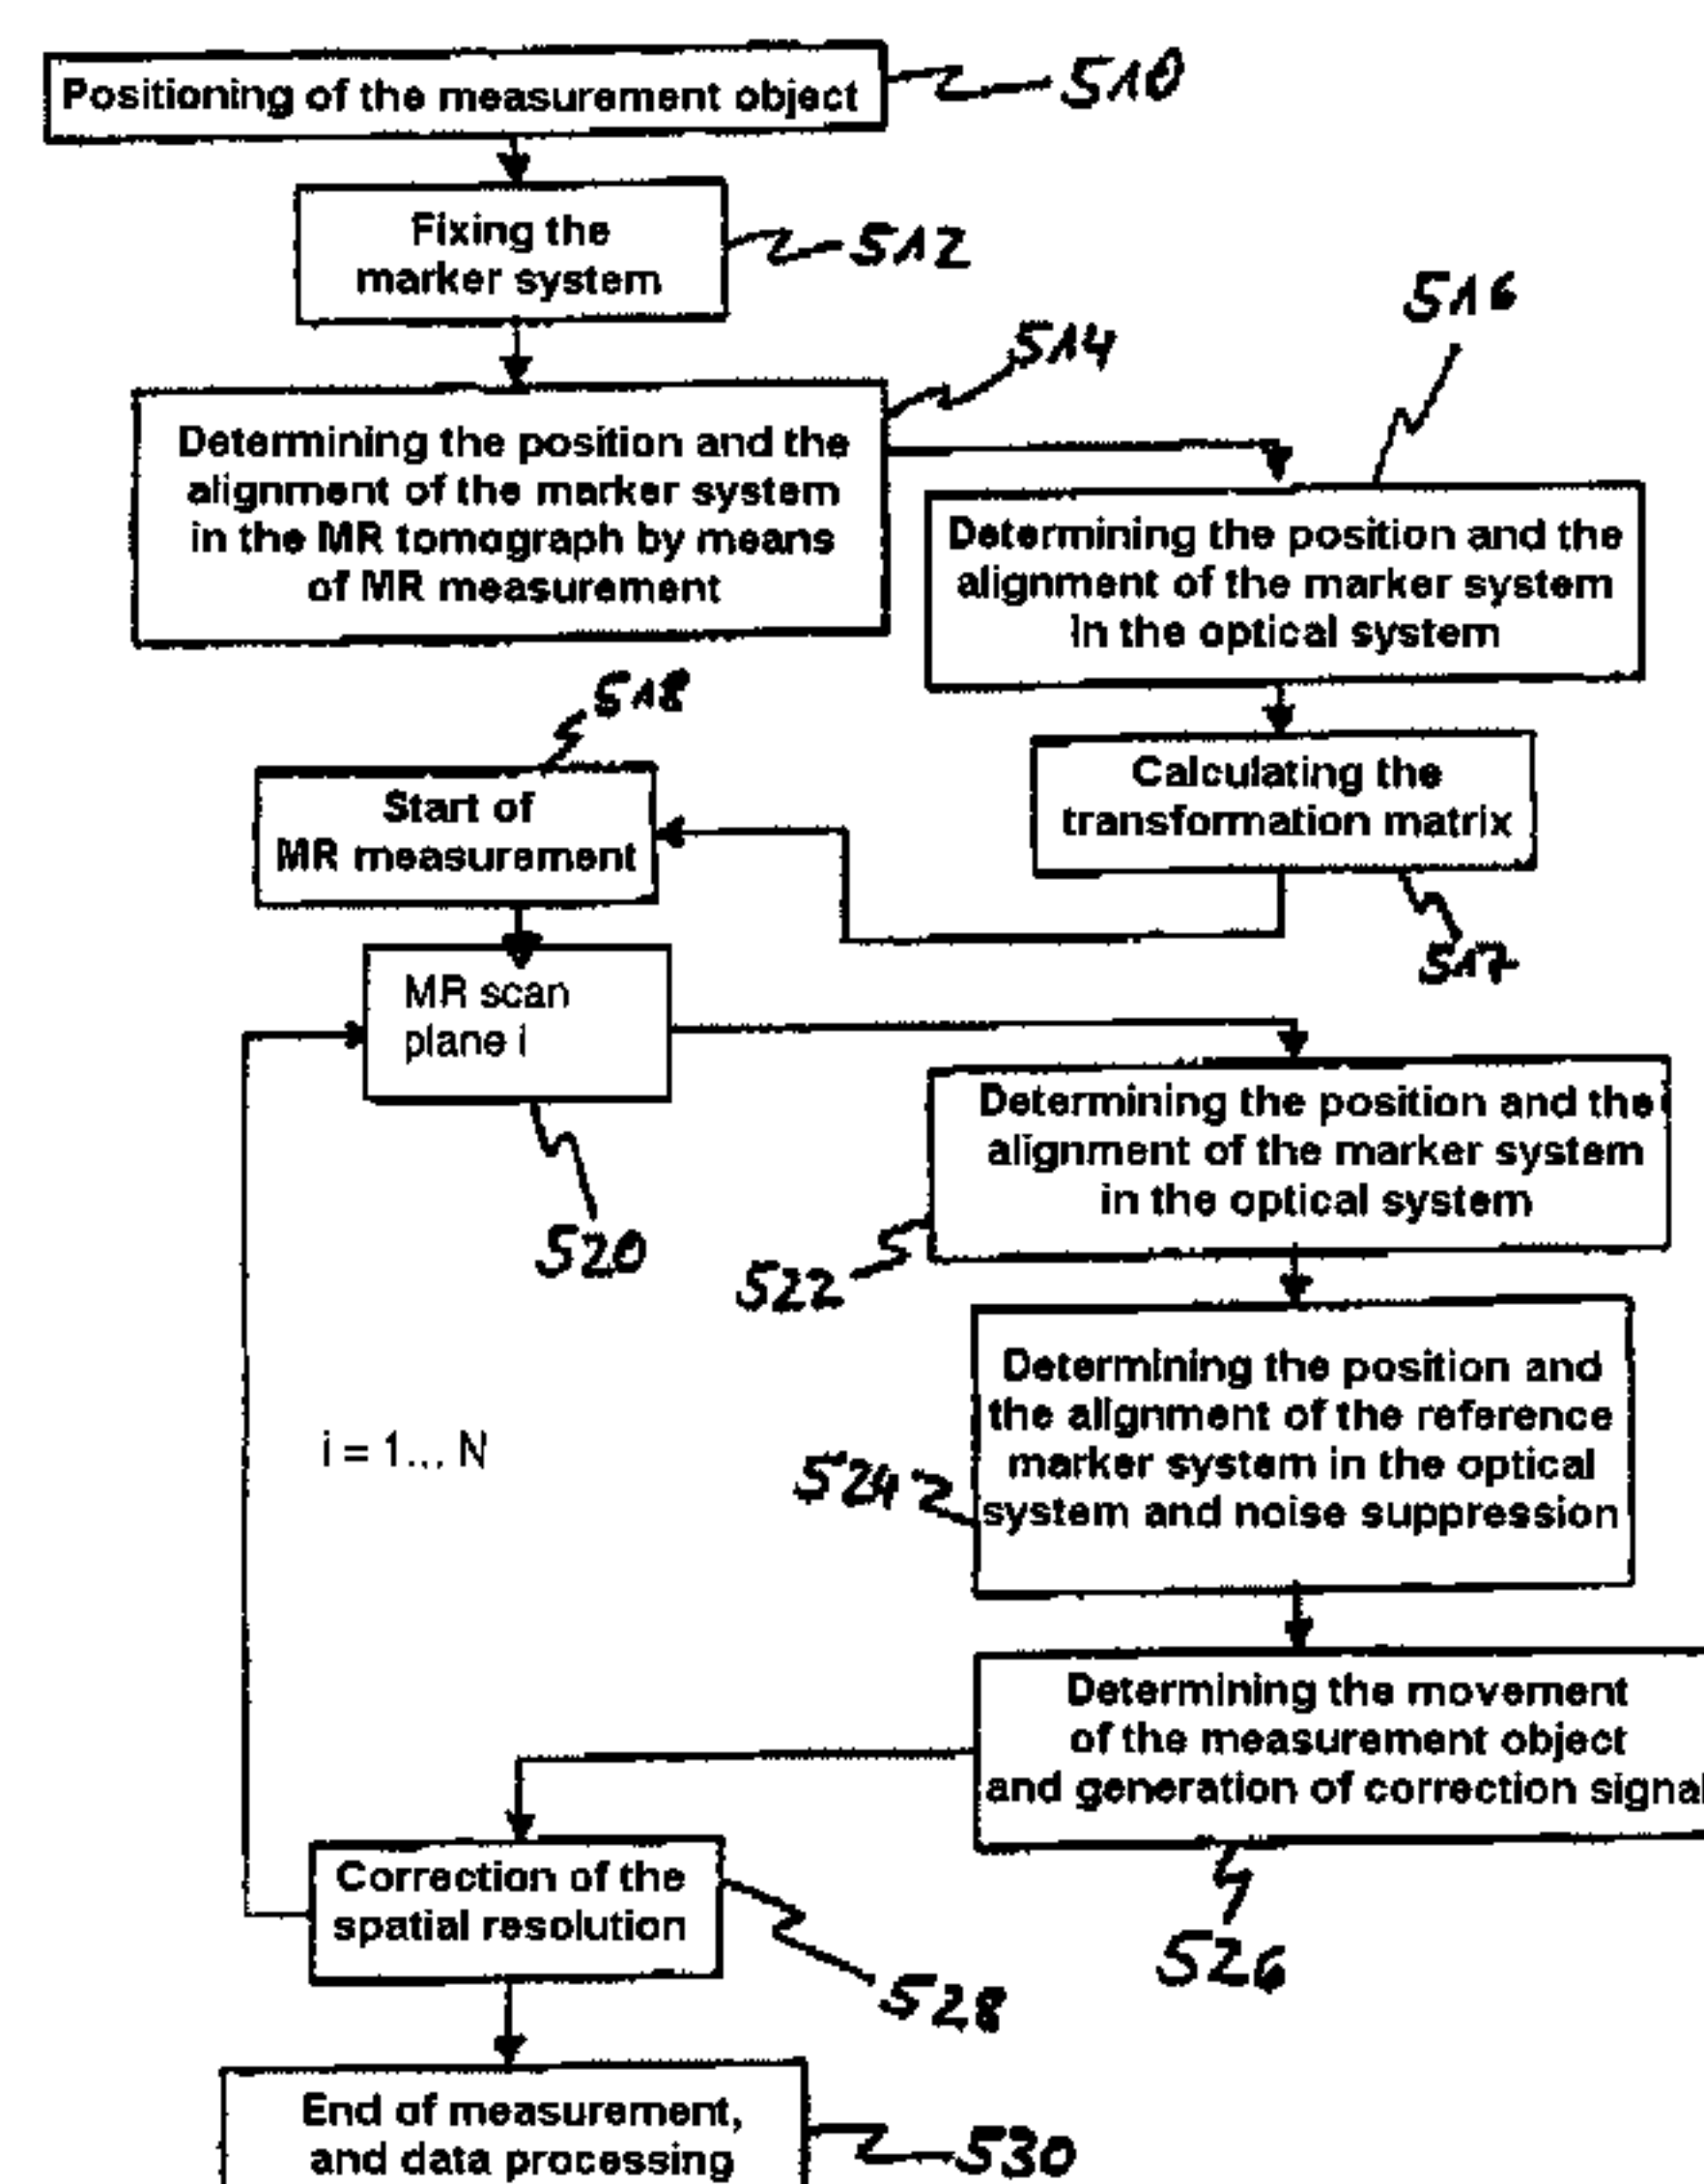 Positioning of the measurement object
510
Fixing the
marker system
512
514
516
Determining the position and the
alignment of the marker system
in the MR tomograph by means
of MR measurement
Determining the position and the
alignment of the marker system
in the optical system
518
Start of
MR measurement
Calculating the
transformation matrix
517
MR scan
plane i
520
Determining the position and the
alignment of the marker system
in the optical system
522
Determining the position and
the alignment of the reference
marker system in the optical
system and noise suppression
524
i = 1... N
Determining the movement
of the measurement object
and generation of correction signal
526
Correction of the
spatial resolution
528
End of measurement,
and data processing
530